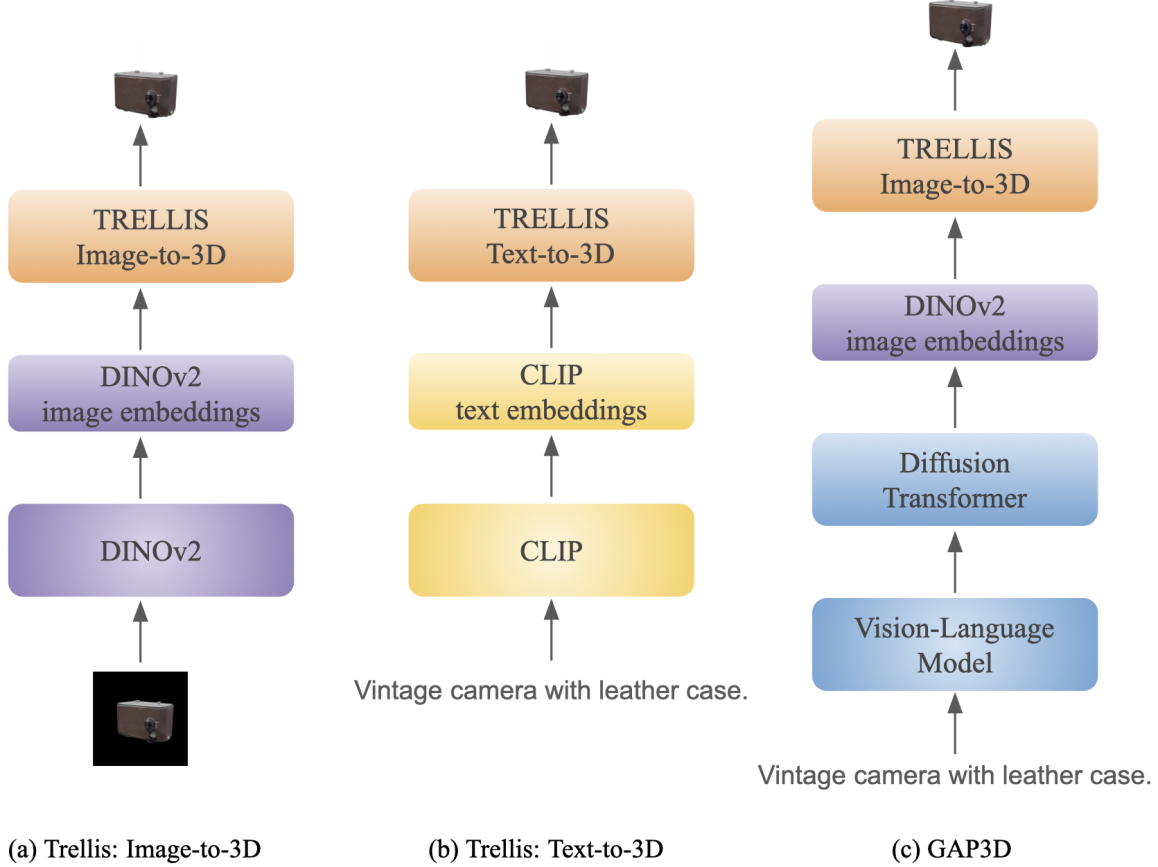 TRELLIS
Image-to-3D
DINOv2
image embeddings
DINOv2
(a) Trellis: Image-to-3D
TRELLIS
Text-to-3D
CLIP
text embeddings
CLIP
Vintage camera with leather case.
(b) Trellis: Text-to-3D
TRELLIS
Image-to-3D
DINOv2
image embeddings
Diffusion
Transformer
Vision-Language
Model
Vintage camera with leather case.
(c) GAP3D